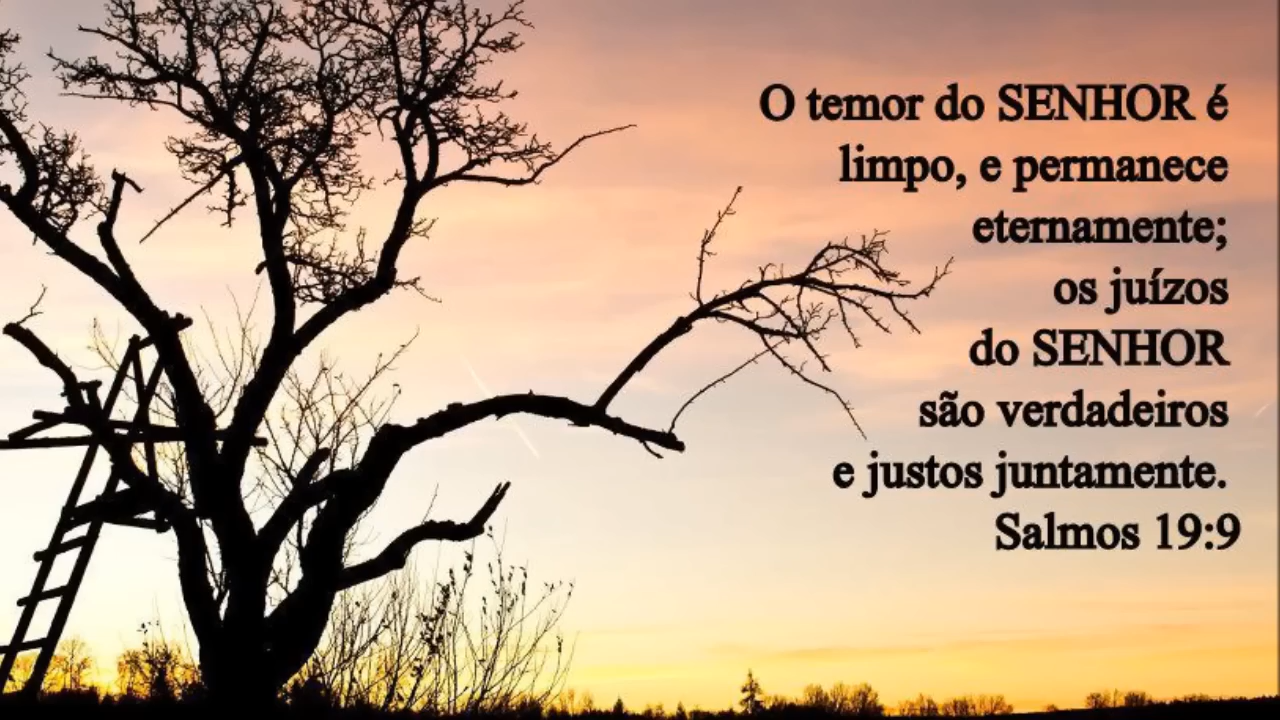 O temor do SENHOR é
limpo, e permanece
eternamente;
os juízos
do SENHOR
são verdadeiros
e justos juntamente.
Salmos 19:9